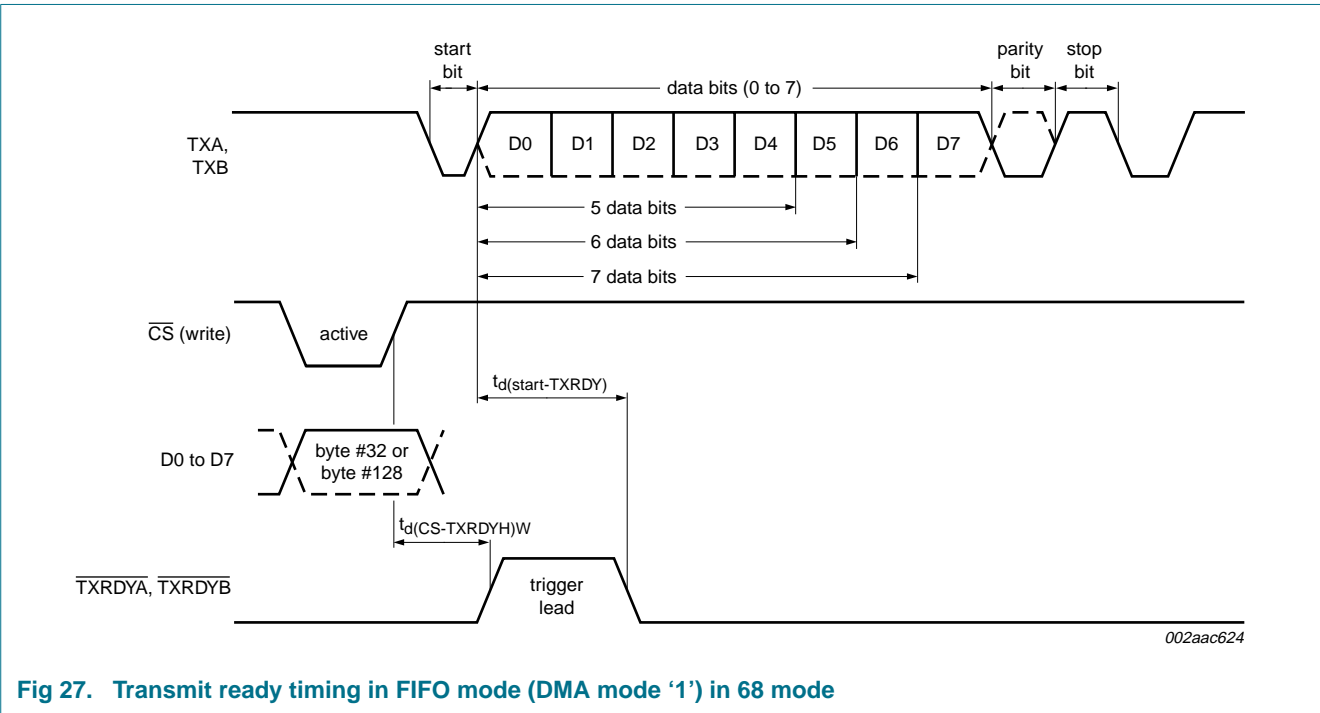 start
bit
data bits (0 to 7)
parity
bit
stop
bit
TXA,
TXB
D0 D1 D2 D3 D4 D5 D6 D7
5 data bits
6 data bits
7 data bits
CS (write)
active
td(start-TXRDY)
D0 to D7
byte #32 or
byte #128
td(CS-TXRDYH)W
TXRDYA, TXRDYB
trigger
lead
002aac624
Fig 27. Transmit ready timing in FIFO mode (DMA mode ‘1’) in 68 mode